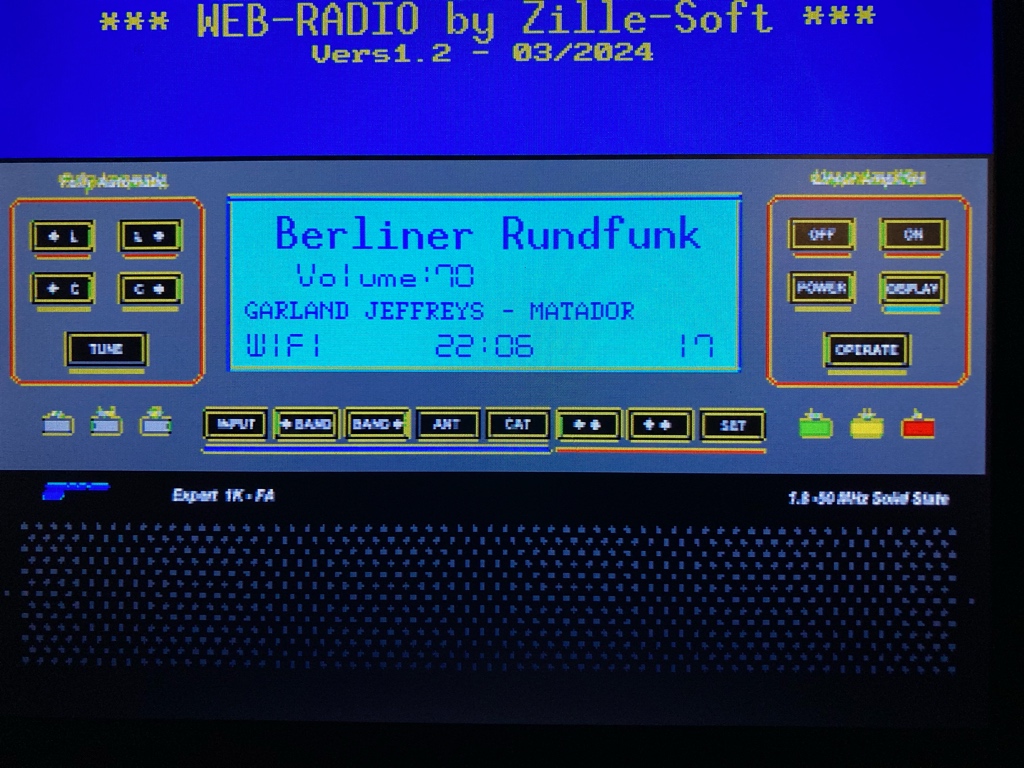 *** WEB-RADIO by Zille-Soft ***
Vers1.2 - 03/2024
Fully Automatic
L
L
C
C
TUNE
Berliner Rundfunk
Volume:70
GARLAND JEFFREYS - MATADOR
WIFI 22:06 17
OFF ON
POWER DISPLAY
OPERATE
INPUT BAND BAND ANT CAT SET
Expert 1K-FA
1.8-50 MHz Solid State